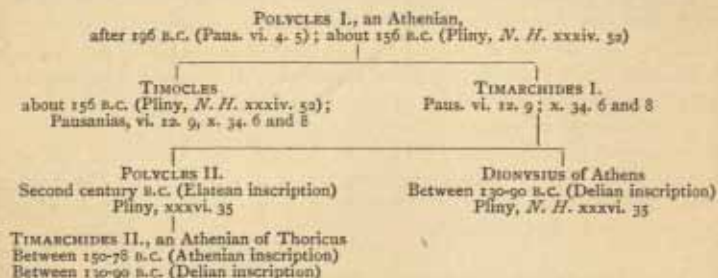 POLYCLES I., an Athenian,
after 196 B.C. (Paus. vi. 4. 5); about 156 B.C. (Pliny, N. H. xxxiv. 52)
TIMOCLES
about 156 B.C. (Pliny, N. H. xxxiv. 52);
Pausanias, vi. 12. 9, x. 34. 6 and 8
TIMARCHIDES I.
Paus. vi. 12. 9; x. 34. 6 and 8
POLYCLES II.
Second century B.C. (Elatean inscription)
Pliny, xxxvi. 35
DIONYSIUS of Athens
Between 130-90 B.C. (Delian inscription)
Pliny, N. H. xxxvi. 35
TIMARCHIDES II., an Athenian of Thoricus
Between 150-78 B.C. (Athenian inscription)
Between 130-90 B.C. (Delian inscription)